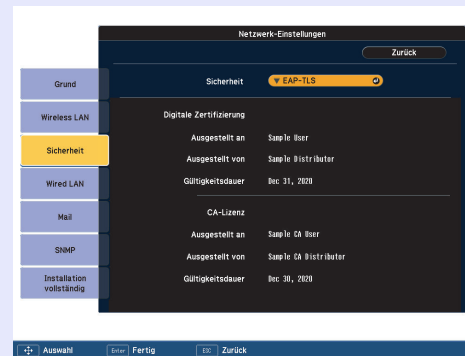 Netzwerk-Einstellungen
Zurück
Sicherheit EAP-TLS
Grund
Wireless LAN
Sicherheit
Wired LAN
Mail
SNMP
Installation
vollständig
Digitale Zertifizierung
Ausgestellt an Sample User
Ausgestellt von Sample Distributor
Gültigkeitsdauer Dec 31, 2020
CA-Lizenz
Ausgestellt an Sample CA User
Ausgestellt von Sample CA Distributor
Gültigkeitsdauer Dec 30, 2020
Auswahl Enter Fertig ESC Zurück